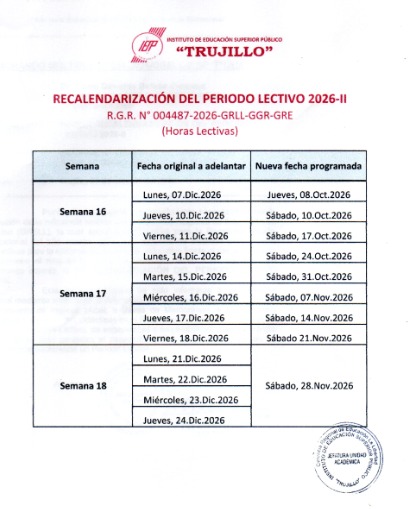 IETP
INSTITUTO DE EDUCACIÓN SUPERIOR PÚBLICO
“TRUJILLO”
RECALENDARIZACIÓN DEL PERIODO LECTIVO 2026-II
R.G.R. N° 004487-2026-GRLL-GGR-GRE
(Horas Lectivas)
Semana Fecha original a adelantar Nueva fecha programada
Semana 16
Lunes, 07.Dic.2026 Jueves, 08.Oct.2026
Jueves, 10.Dic.2026 Sábado, 10.Oct.2026
Viernes, 11.Dic.2026 Sábado, 17.Oct.2026
Semana 17
Lunes, 14.Dic.2026 Sábado, 24.Oct.2026
Martes, 15.Dic.2026 Sábado, 31.Oct.2026
Miércoles, 16.Dic.2026 Sábado, 07.Nov.2026
Jueves, 17.Dic.2026 Sábado, 14.Nov.2026
Viernes, 18.Dic.2026 Sábado 21.Nov.2026
Semana 18
Lunes, 21.Dic.2026
Martes, 22.Dic.2026
Miércoles, 23.Dic.2026
Jueves, 24.Dic.2026
Sábado, 28.Nov.2026
JEFATURA UNIDAD
ACADÉMICA
"TRUJILLO"